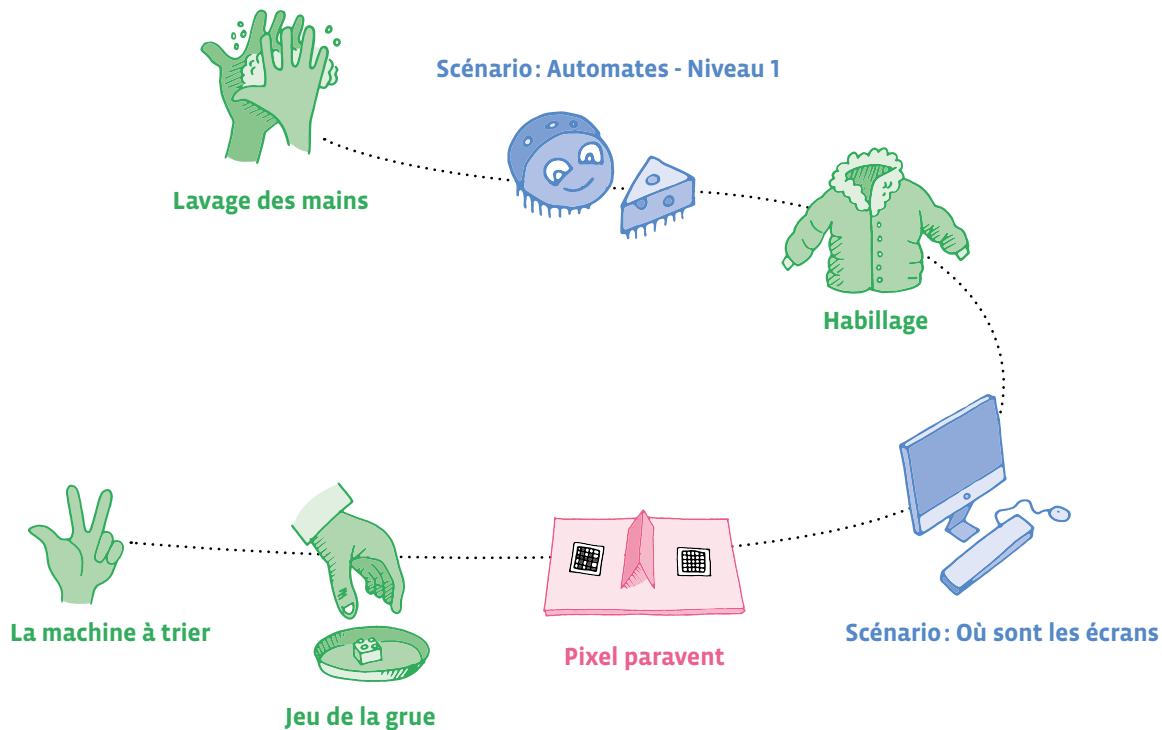 Lavage des mains
Scénario : Automates - Niveau 1
Habillage
Scénario : Où sont les écrans
Pixel paravent
Jeu de la grue
La machine à trier